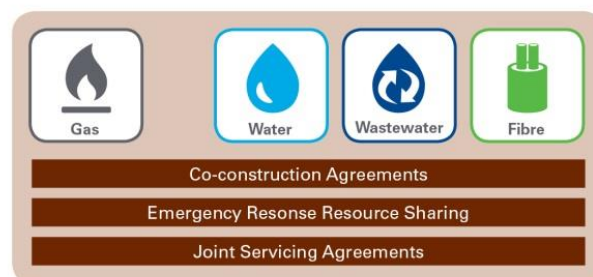 Gas Water Wastewater Fibre
Co-construction Agreements
Emergency Resonse Resource Sharing
Joint Servicing Agreements